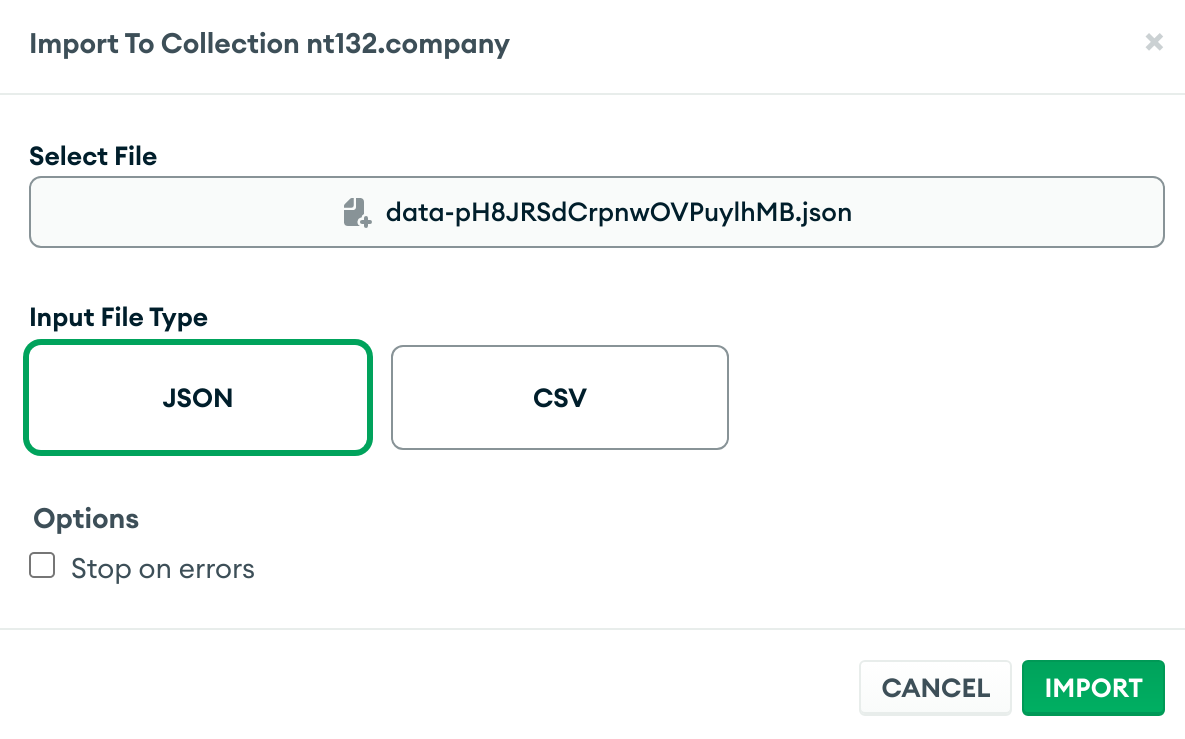 Import To Collection nt132.company
Select File
data-pH8JRSdCrpnwOVPuylhMB.json
Input File Type
JSON
CSV
Options
Stop on errors
CANCEL
IMPORT